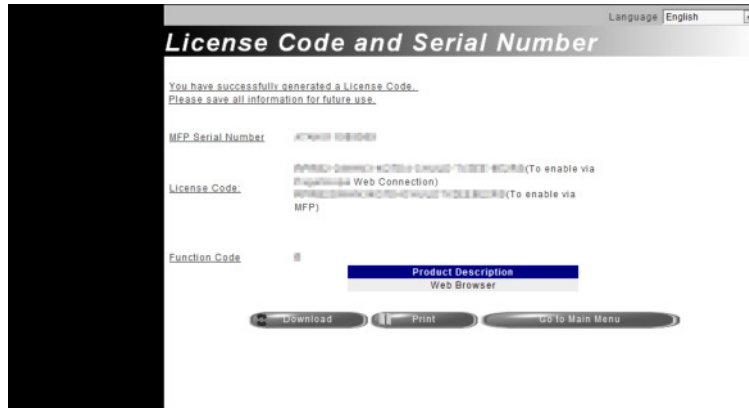 Language English
License Code and Serial Number
You have successfully generated a License Code.
Please save all information for future use.
MFP Serial Number
(To enable via
License Code: Web Connection)
(To enable via
MFP)
Function Code
Product Description
Web Browser
Download Print Go to Main Menu